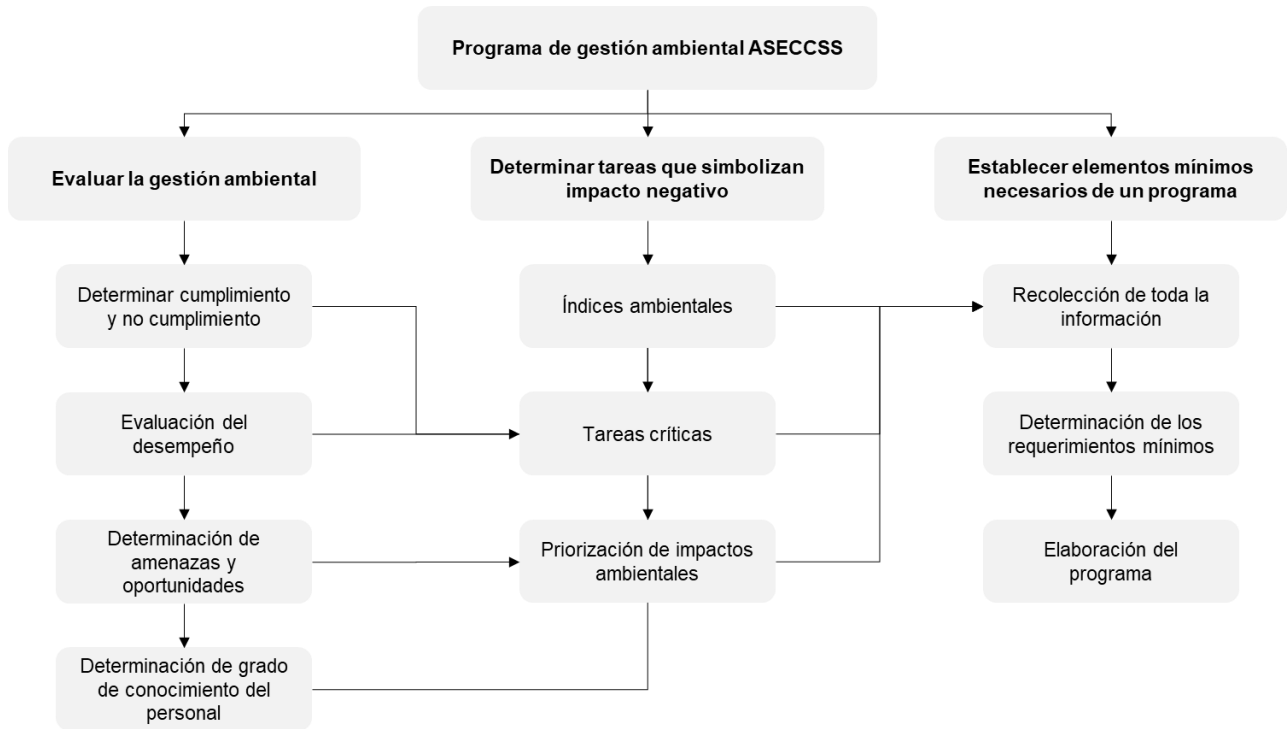 Programa de gestión ambiental ASECCSS
Evaluar la gestión ambiental
Determinar tareas que simbolizan
impacto negativo
Establecer elementos mínimos
necesarios de un programa
Determinar cumplimiento
y no cumplimiento
Índices ambientales
Recolección de toda la
información
Evaluación del
desempeño
Tareas críticas
Determinación de los
requerimientos mínimos
Determinación de
amenazas y
oportunidades
Priorización de impactos
ambientales
Elaboración del
programa
Determinación de grado
de conocimiento del
personal